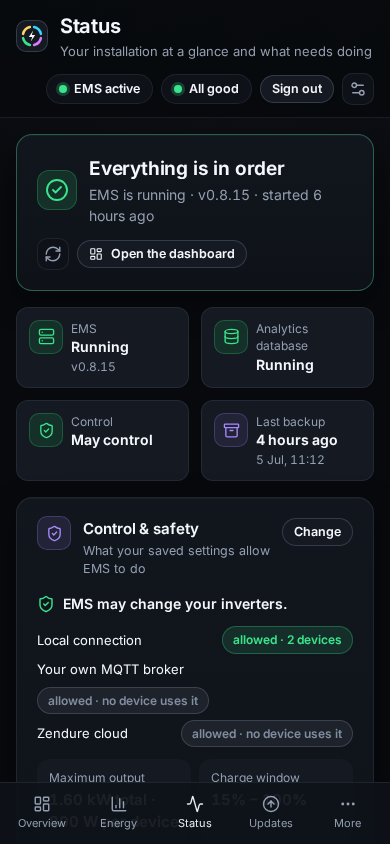 Status
Your installation at a glance and what needs doing
EMS active
All good
Sign out
Everything is in order
EMS is running · v0.8.15 · started 6
hours ago
Open the dashboard
EMS
Running
v0.8.15
Analytics
database
Running
Control
May control
Last backup
4 hours ago
5 Jul, 11:12
Control & safety
Change
What your saved settings allow
EMS to do
EMS may change your inverters.
Local connection
allowed · 2 devices
Your own MQTT broker
allowed · no device uses it
Zendure cloud
allowed · no device uses it
Maximum output
Charge window
Overview
Energy
Status
Updates
More